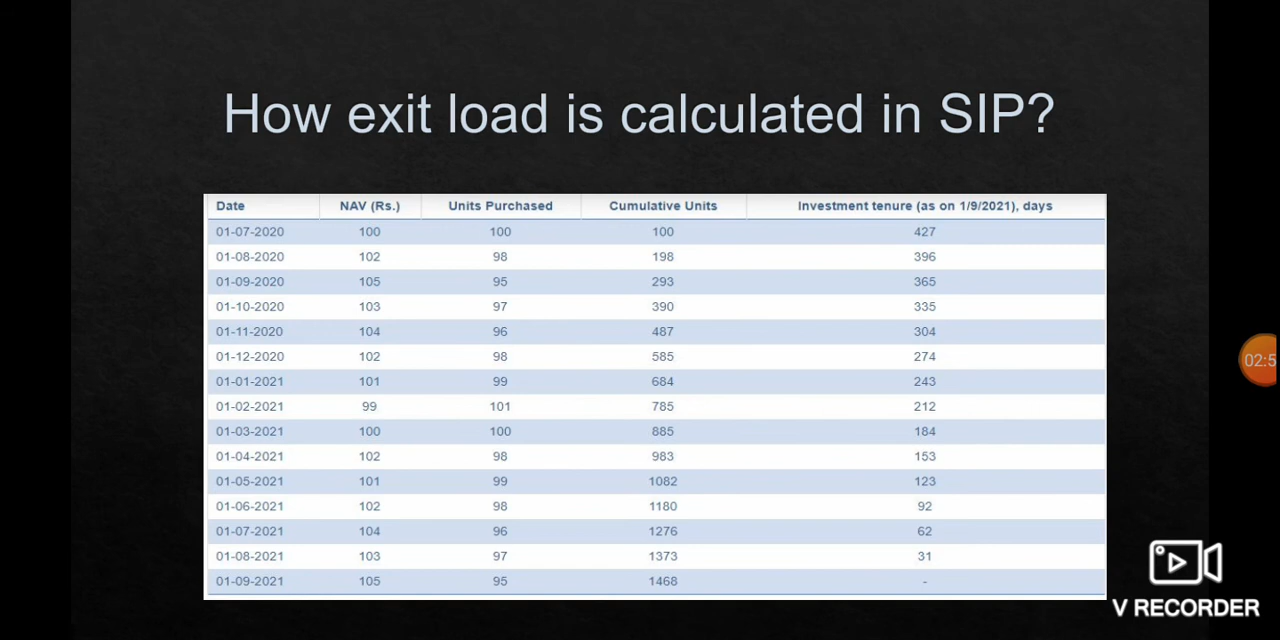 How exit load is calculated in SIP?
Date NAV (Rs.) Units Purchased Cumulative Units Investment tenure (as on 1/9/2021), days
01-07-2020 100 100 100 427
01-08-2020 102 98 198 396
01-09-2020 105 95 293 365
01-10-2020 103 97 390 335
01-11-2020 104 96 487 304
01-12-2020 102 98 585 274
01-01-2021 101 99 684 243
01-02-2021 99 101 785 212
01-03-2021 100 100 885 184
01-04-2021 102 98 983 153
01-05-2021 101 99 1082 123
01-06-2021 102 98 1180 92
01-07-2021 104 96 1276 62
01-08-2021 103 97 1373 31
01-09-2021 105 95 1468 -
02:5
V RECORDER